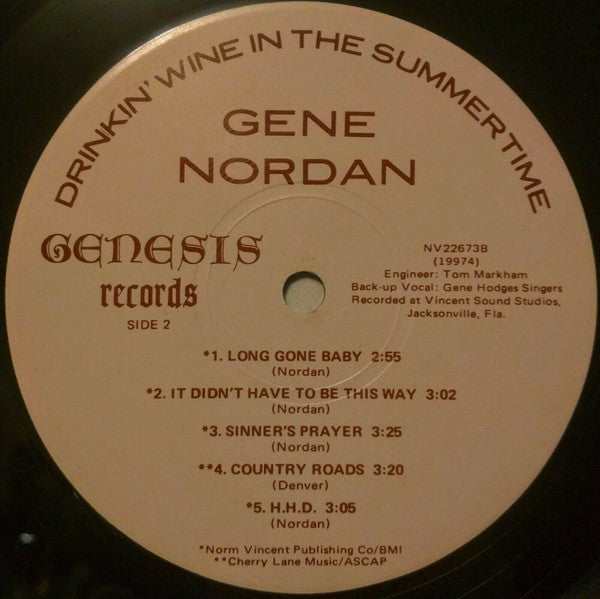 DRINKIN' WINE IN THE SUMMERTIME
GENE
NORDAN
GENESIS
records
SIDE 2
NV22673B
(19974)
Engineer: Tom Markham
Back-up Vocal: Gene Hodges Singers
Recorded at Vincent Sound Studios,
Jacksonville, Fla.
*1. LONG GONE BABY 2:55
(Nordan)
*2. IT DIDN'T HAVE TO BE THIS WAY 3:02
(Nordan)
*3. SINNER'S PRAYER 3:25
(Nordan)
**4. COUNTRY ROADS 3:20
(Denver)
*5. H.H.D. 3:05
(Nordan)
*Norm Vincent Publishing Co/BMI
**Cherry Lane Music/ASCAP